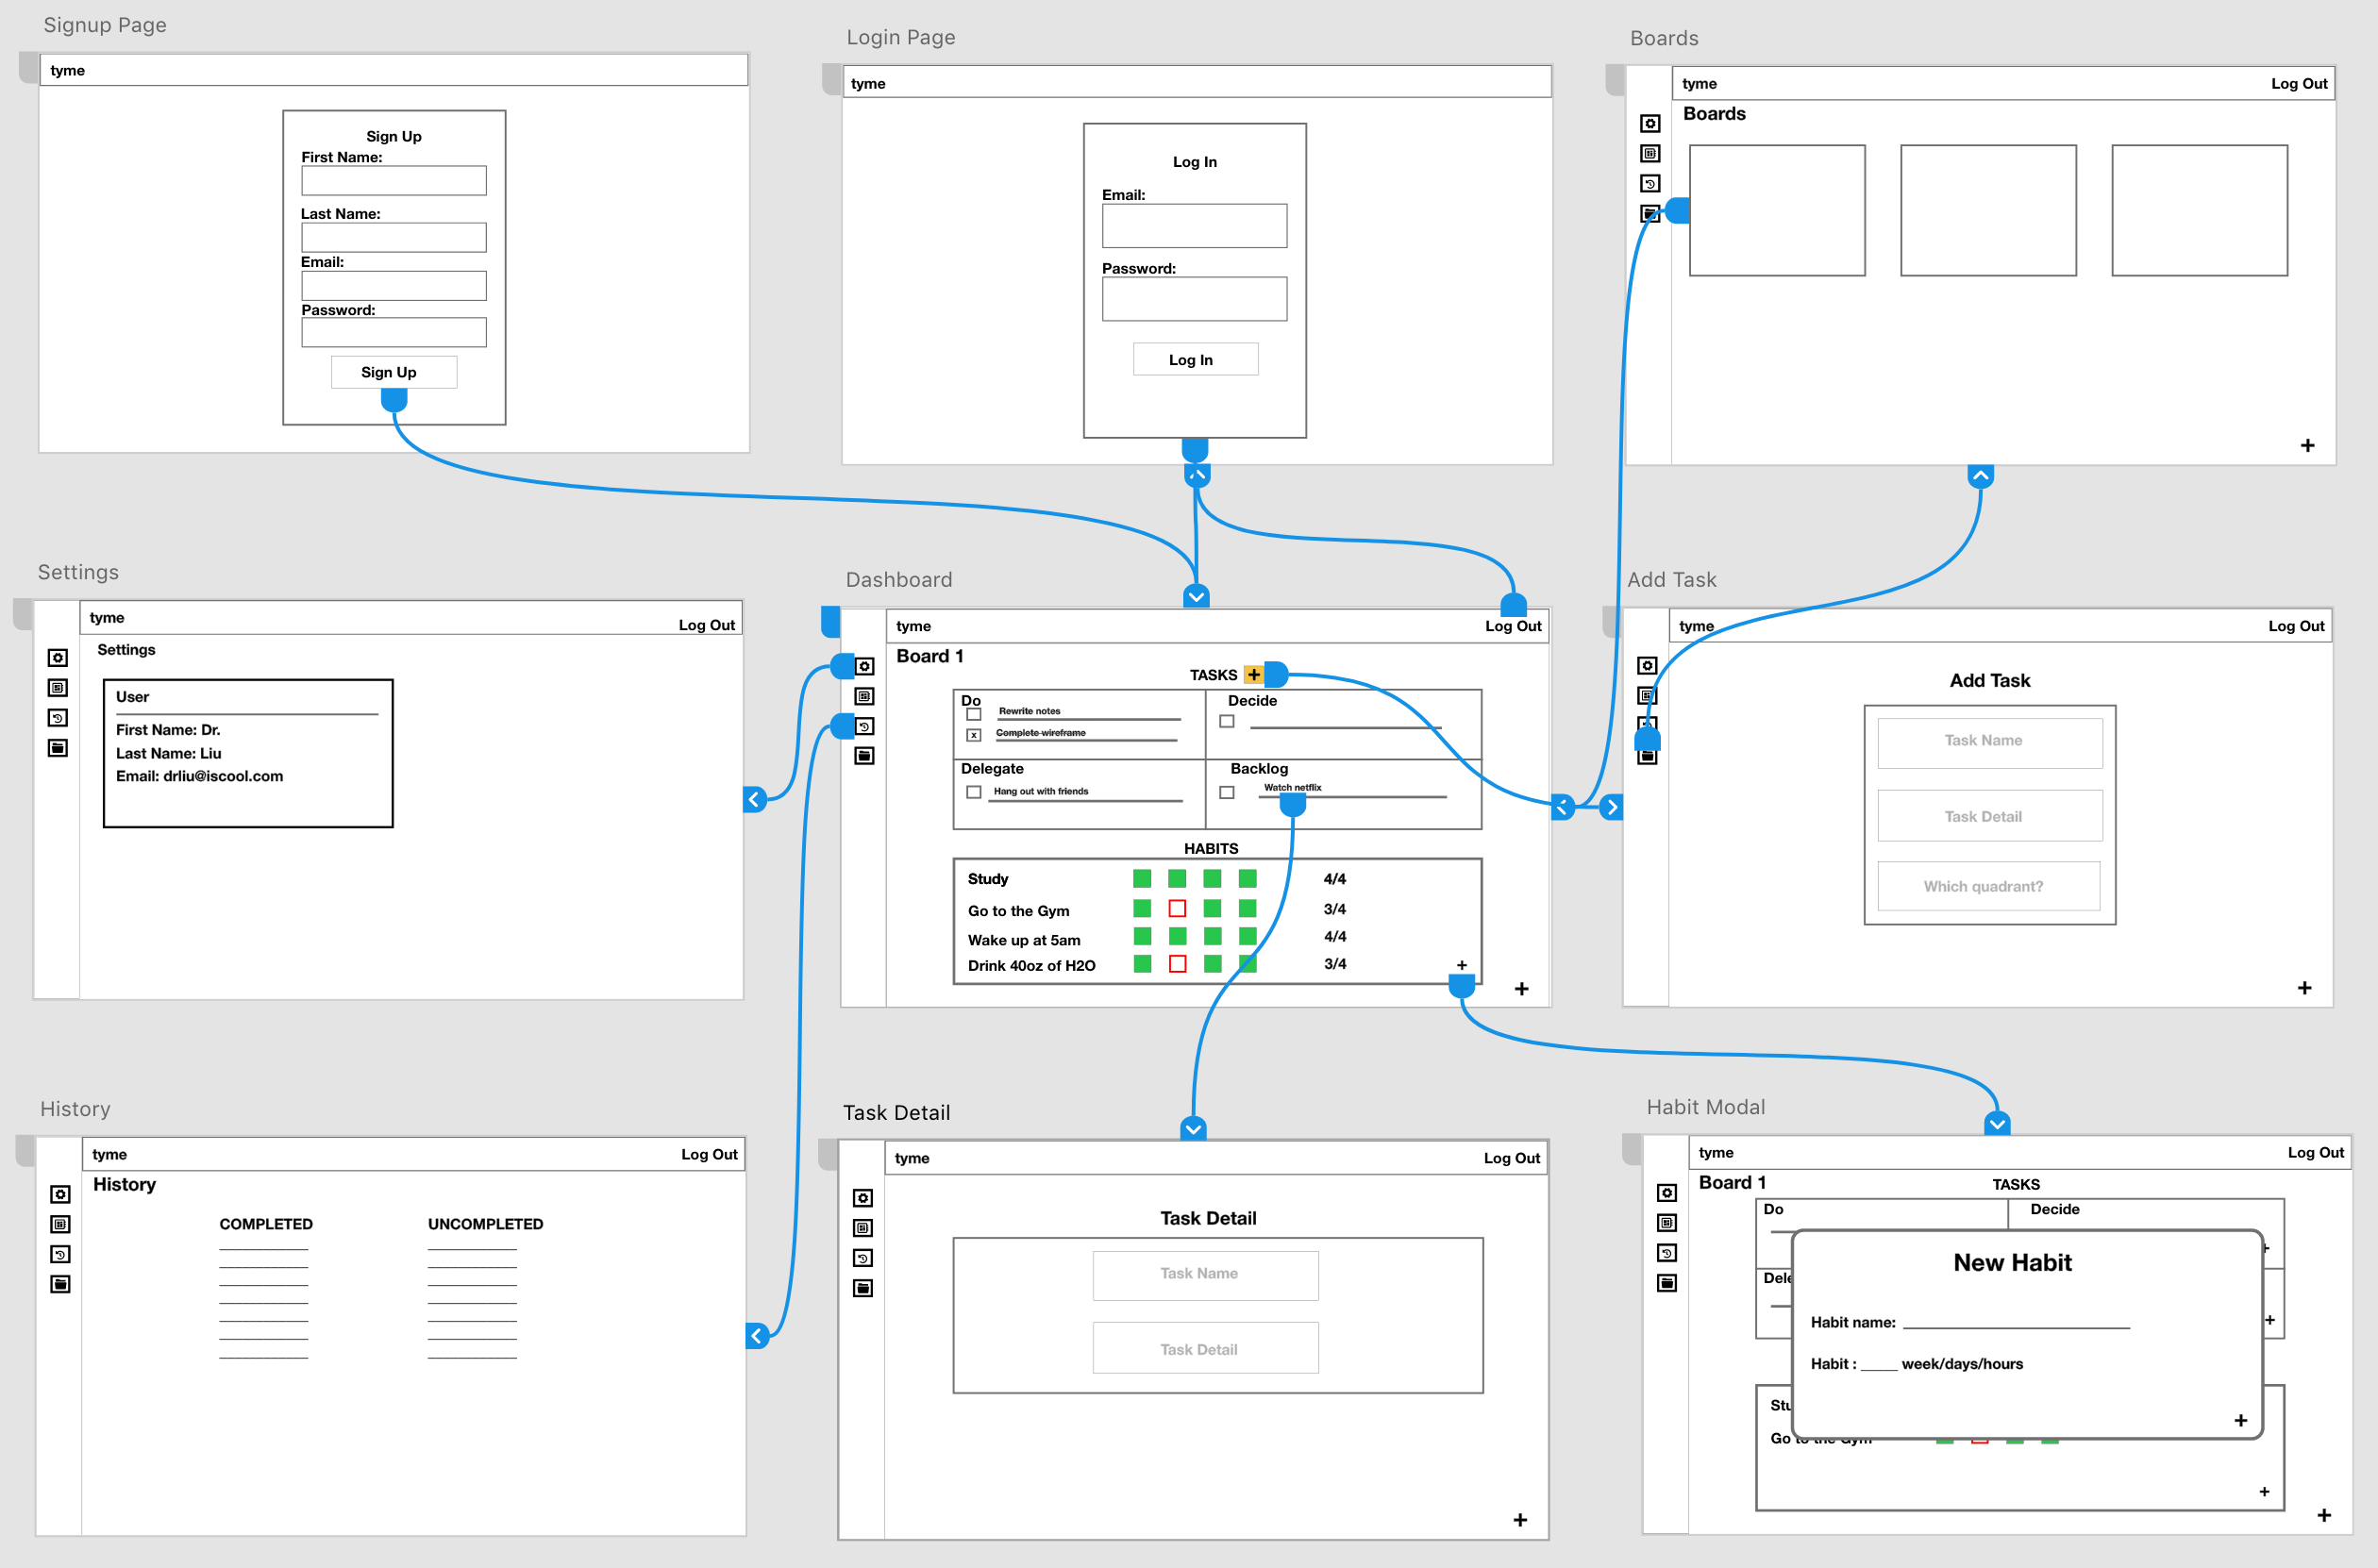 Signup Page
tyme
Sign Up
First Name:
Last Name:
Email:
Password:
Sign Up
Login Page
tyme
Log In
Email:
Password:
Log In
Boards
tyme
Log Out
Boards
+
Settings
tyme
Log Out
Settings
User
First Name: Dr.
Last Name: Liu
Email: drliu@iscool.com
Dashboard
tyme
Log Out
Board 1
TASKS +
Do
Rewrite notes
x Complete wireframe
Decide
Delegate
Hang out with friends
Backlog
Watch netflix
HABITS
Study 4/4
Go to the Gym 3/4
Wake up at 5am 4/4
Drink 40oz of H2O 3/4
+
+
Add Task
tyme
Log Out
Add Task
Task Name
Task Detail
Which quadrant?
+
History
tyme
Log Out
History
COMPLETED
UNCOMPLETED
Task Detail
tyme
Log Out
Task Detail
Task Name
Task Detail
+
Habit Modal
tyme
Log Out
Board 1
TASKS
Do
Decide
+
Dele
+
New Habit
Habit name:
Habit : ____ week/days/hours
+
Stu
Go to the Gym
+
+